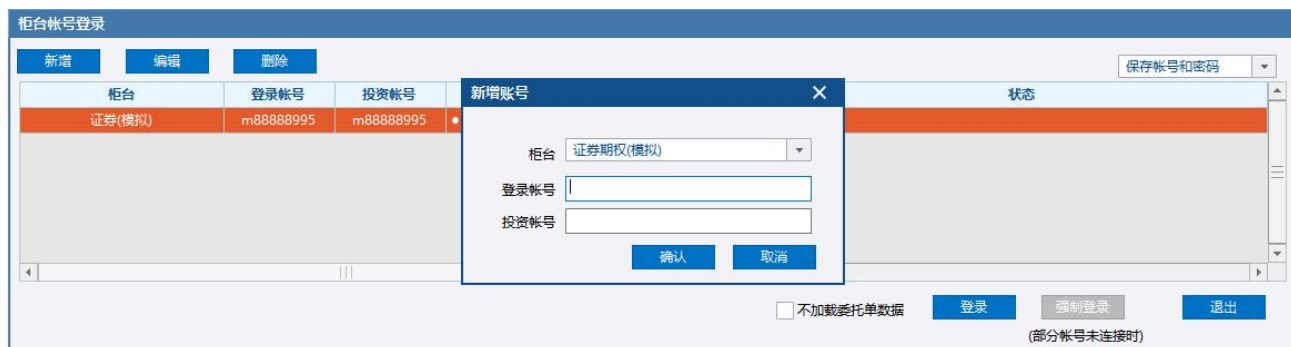 柜台帐号登录
新增 编辑 删除
保存帐号和密码
柜台 登录帐号 投资帐号 状态
证券(模拟) m88888995 m88888995
新增账号
柜台 证券期权(模拟)
登录帐号
投资帐号
确认 取消
不加载委托单数据 登录 强制登录 退出
(部分帐号未连接时)